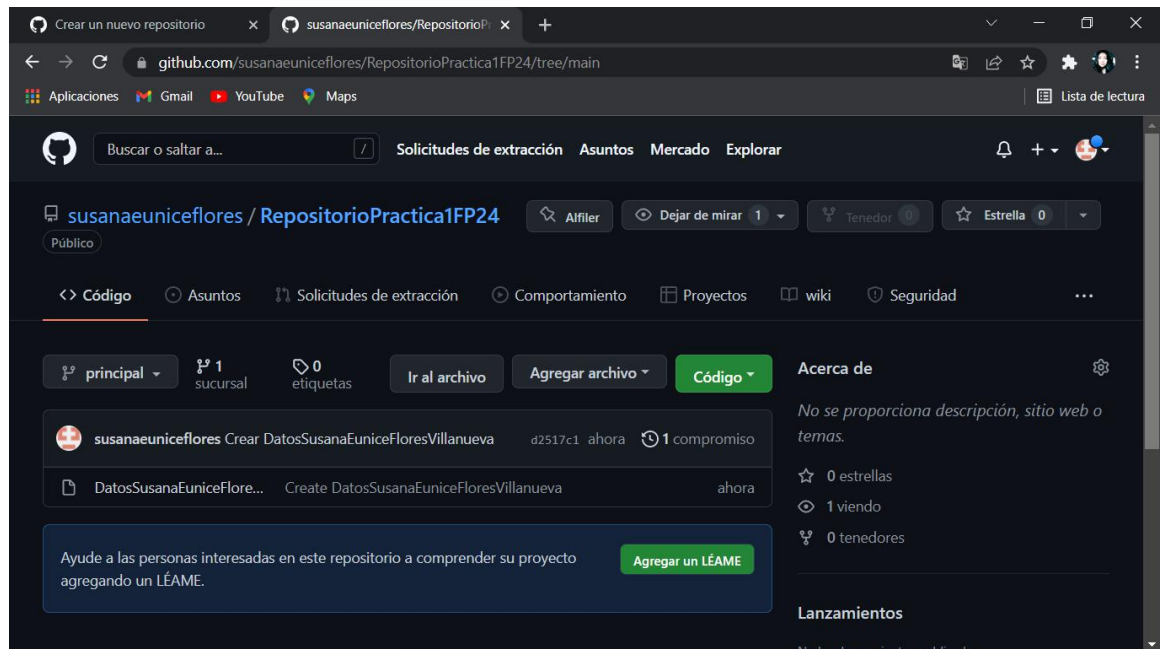 Crear un nuevo repositorio
susanaeuniceflores/RepositorioP
github.com/susanaeuniceflores/RepositorioPractica1FP24/tree/main
Aplicaciones Gmail YouTube Maps Lista de lectura
Buscar o saltar a... / Solicitudes de extracción Asuntos Mercado Explorar
susanaeuniceflores / RepositorioPractica1FP24 Alfiler Dejar de mirar 1 Tenedor 0 Estrella 0
Público
<> Código Asuntos Solicitudes de extracción Comportamiento Proyectos wiki Seguridad ...
principal 1 sucursal 0 etiquetas Ir al archivo Agregar archivo Código
susanaeuniceflores Crear DatosSusanaEuniceFloresVillanueva d2517c1 ahora 1 compromiso
DatosSusanaEuniceFlore... Create DatosSusanaEuniceFloresVillanueva ahora
Ayude a las personas interesadas en este repositorio a comprender su proyecto
agregando un LÉAME.
Agregar un LÉAME
Acerca de
No se proporciona descripción, sitio web o
temas.
0 estrellas
1 viendo
0 tenedores
Lanzamientos